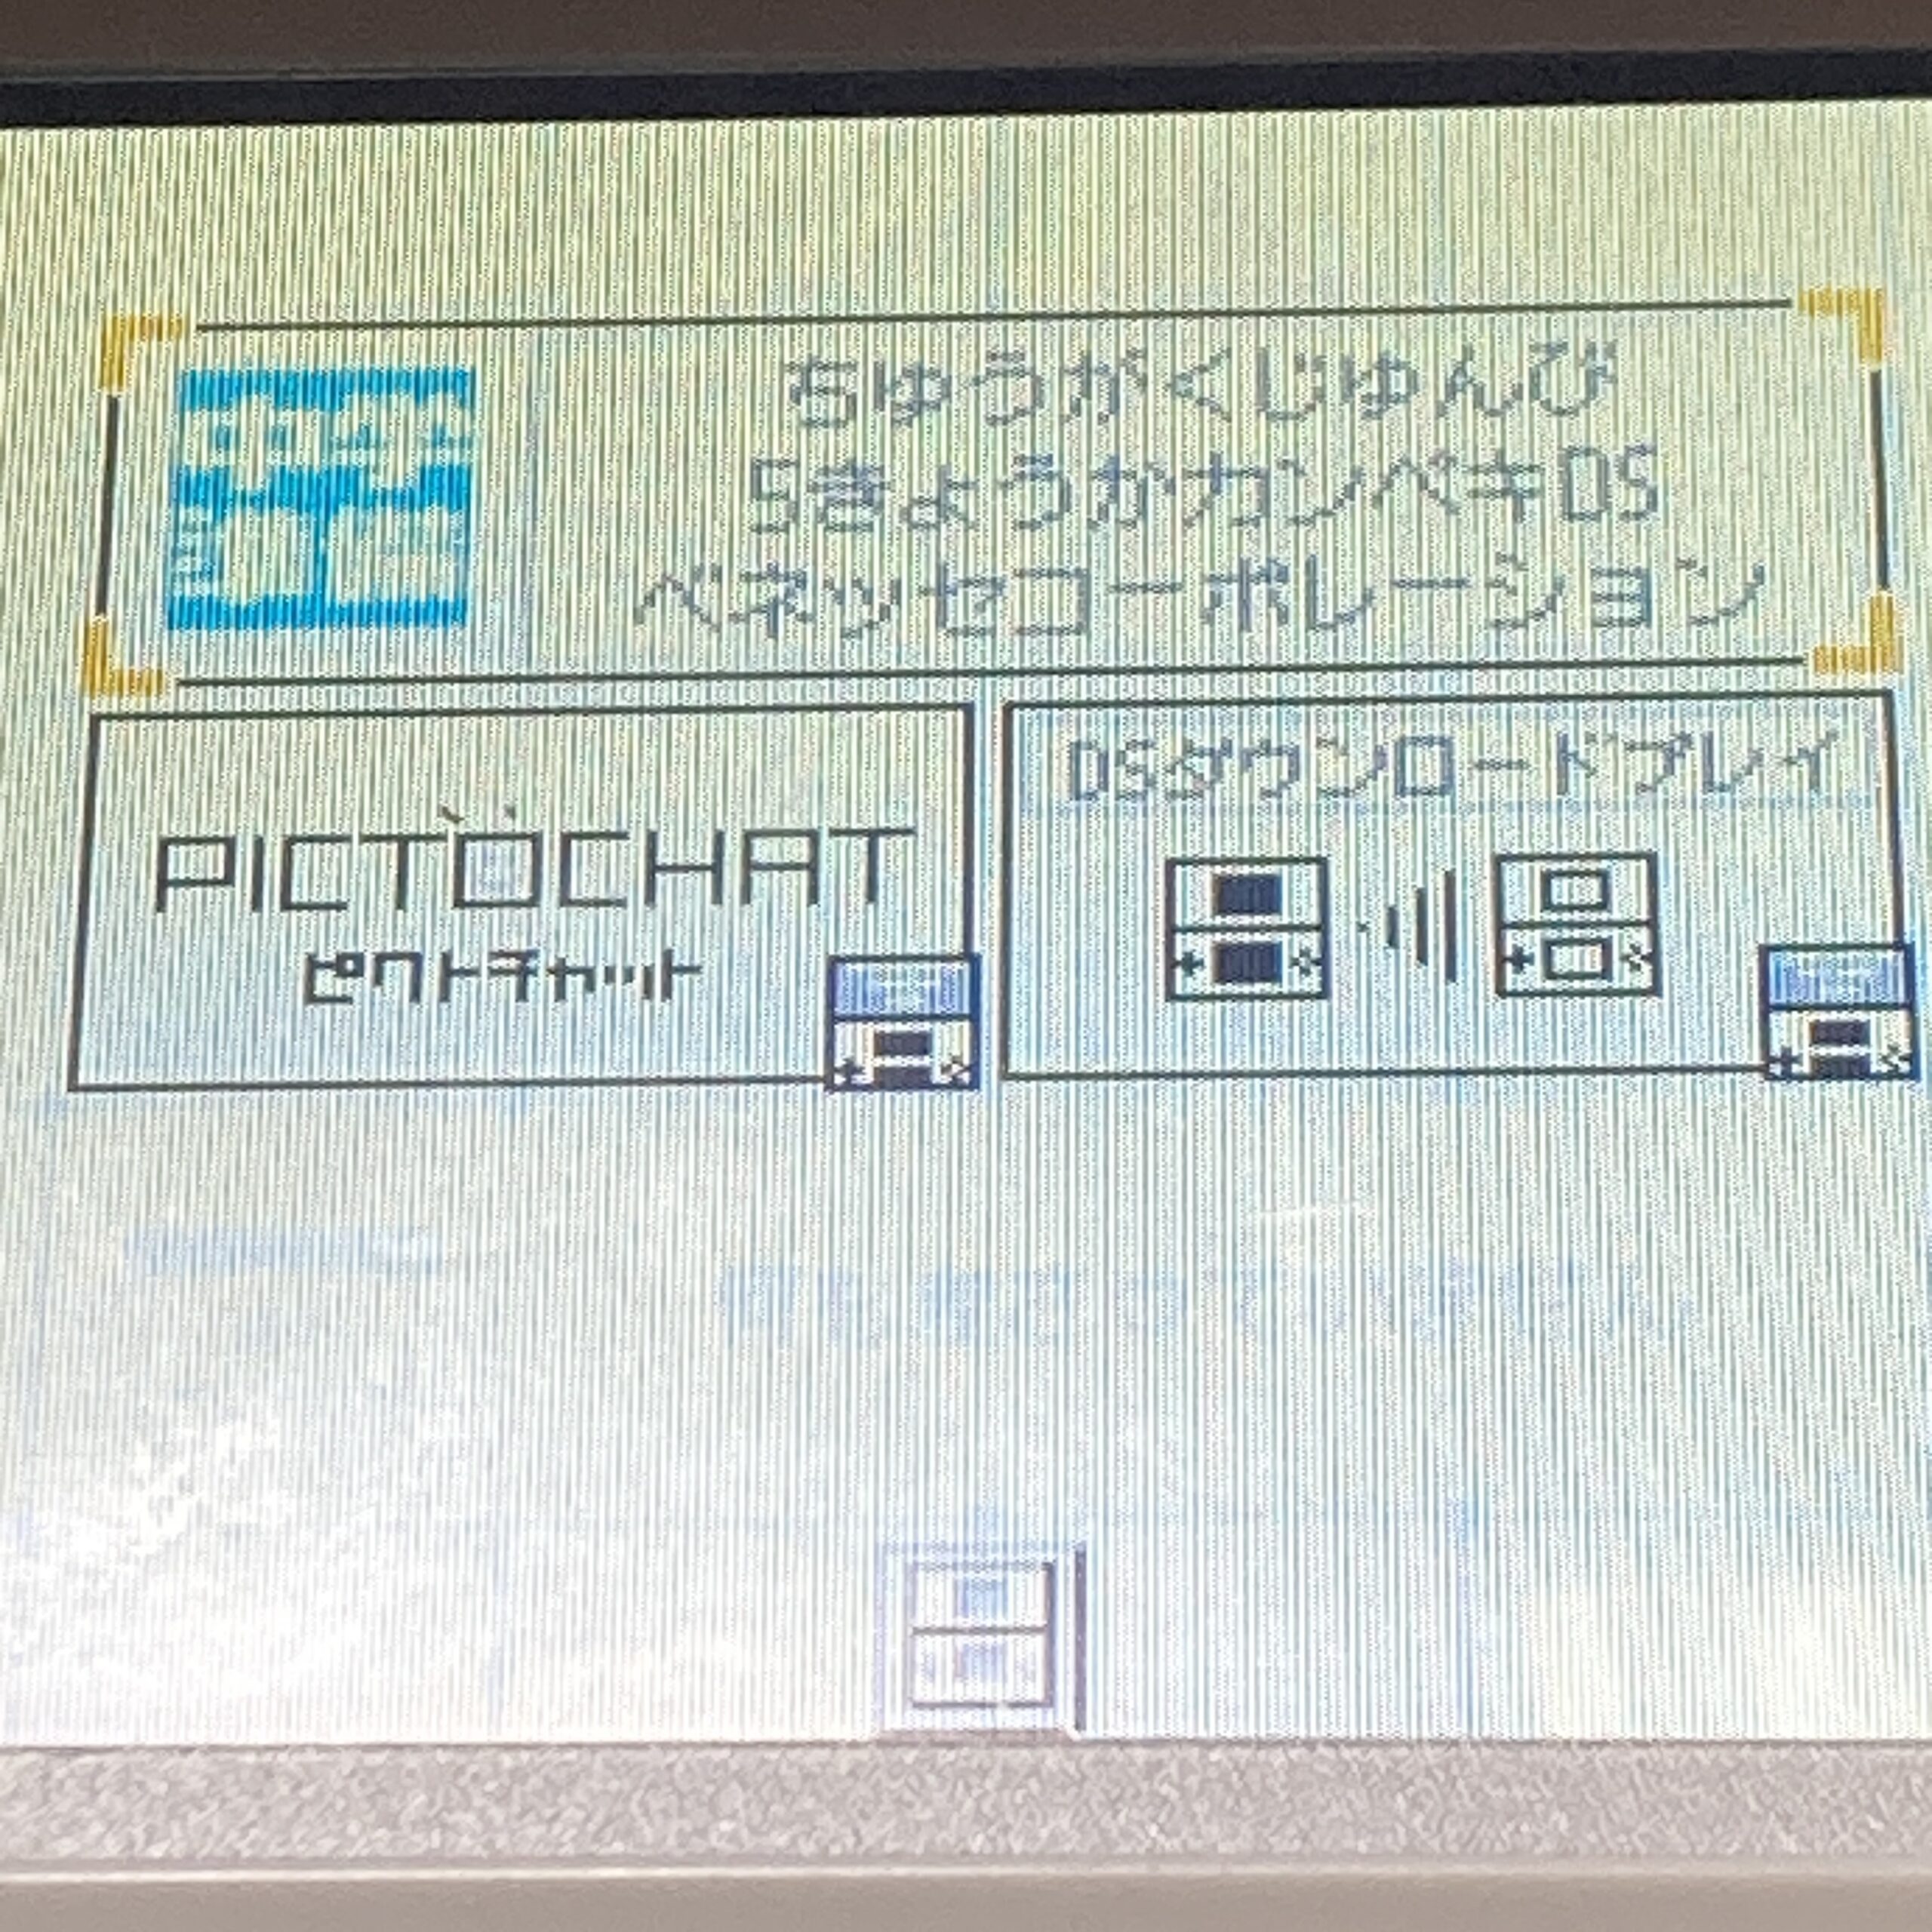 ちゅうがくじゅんび
5きょうかカンペキDS
ベネッセコーポレーション
PICTOCHAT
ピクトチャット
DSダウンロードプレイ